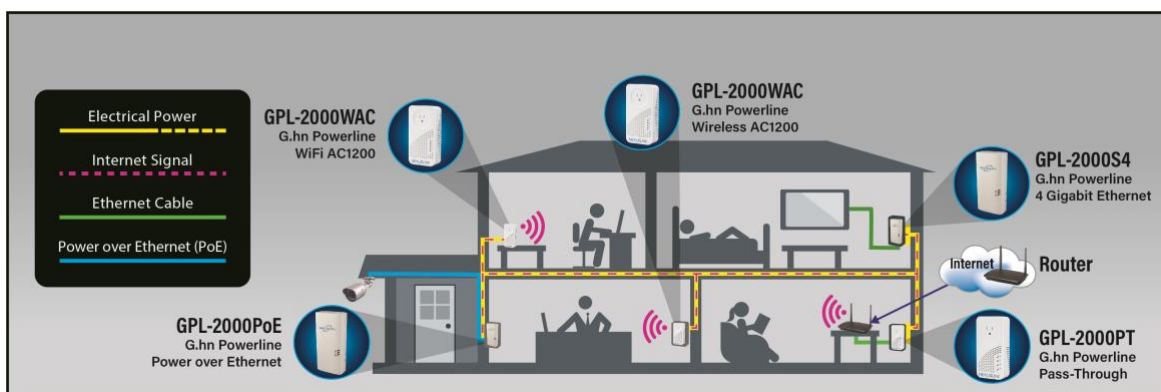 Electrical Power
Internet Signal
Ethernet Cable
Power over Ethernet (PoE)
GPL-2000WAC
G.hn Powerline
WiFi AC1200
GPL-2000WAC
G.hn Powerline
Wireless AC1200
GPL-2000S4
G.hn Powerline
4 Gigabit Ethernet
Internet
Router
GPL-2000PoE
G.hn Powerline
Power over Ethernet
GPL-2000PT
G.hn Powerline
Pass-Through